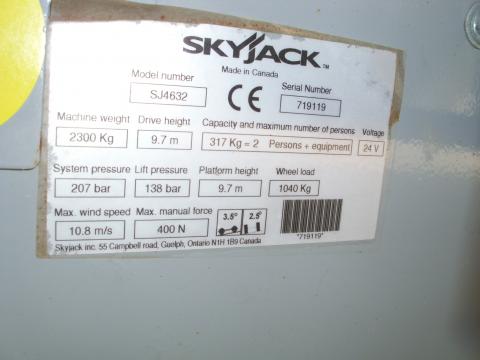 SKYJACK™
Made in Canada
Model number
SJ4632
CE
Serial Number
719119
Machine weight Drive height Capacity and maximum number of persons Voltage
2300 Kg 9.7 m 317 Kg = 2 Persons + equipment 24 V
System pressure Lift pressure Platform height Wheel load
207 bar 138 bar 9.7 m 1040 Kg
Max. wind speed Max. manual force 3.5° 2.5°
10.8 m/s 400 N
*719119*
Skyjack inc. 55 Campbell road, Guelph, Ontario N1H 1B9 Canada